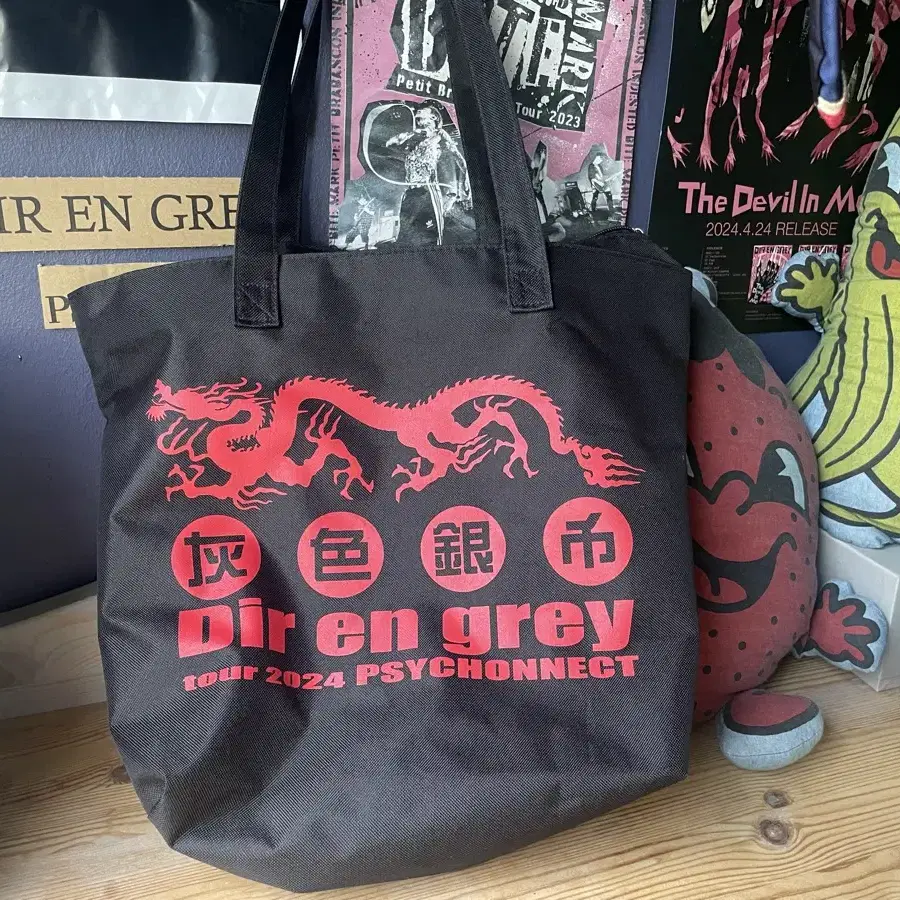 MARK
Petit Br
Tour 2023
IR EN GRE
P
The Devil In M
2024.4.24 RELEASE
灰色銀币
Dir en grey
tour 2024 PSYCHONNECT